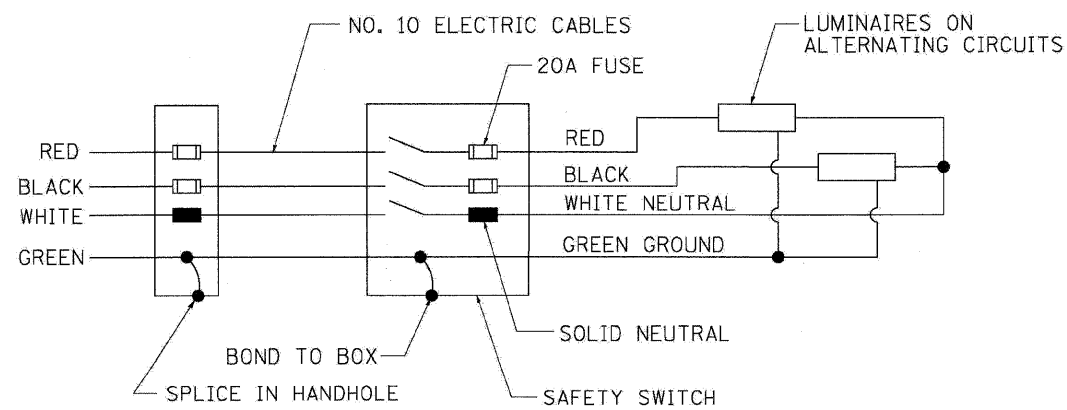 NO. 10 ELECTRIC CABLES
LUMINAIRES ON
ALTERNATING CIRCUITS
20A FUSE
RED
RED
BLACK
BLACK
WHITE
WHITE NEUTRAL
GREEN
GREEN GROUND
SOLID NEUTRAL
BOND TO BOX
SPLICE IN HANDHOLE
SAFETY SWITCH